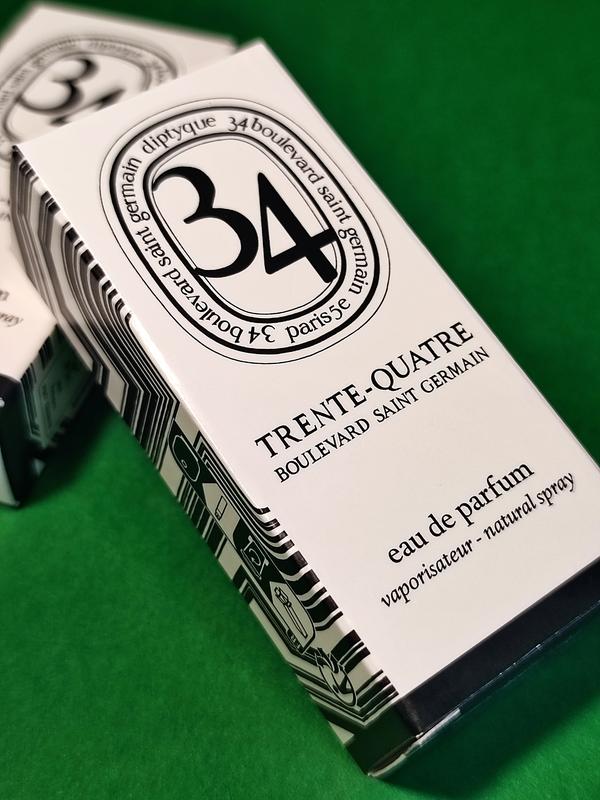 34
34
diptyque 34 boulevard saint germain paris5e 34 boulevard saint germain
TRENTE-QUATRE
BOULEVARD SAINT GERMAIN
eau de parfum
vaporisateur - natural spray